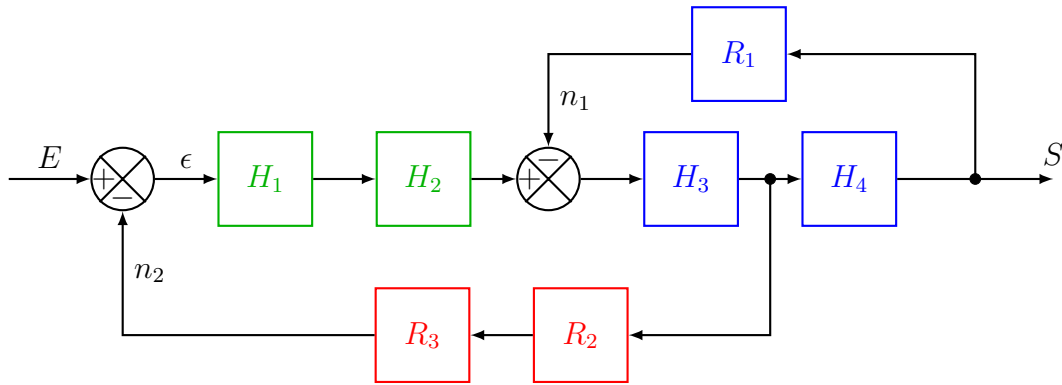 R₁
n₁
E
+
−
ϵ
H₁
H₂
+
−
H₃
H₄
S
n₂
R₃
R₂